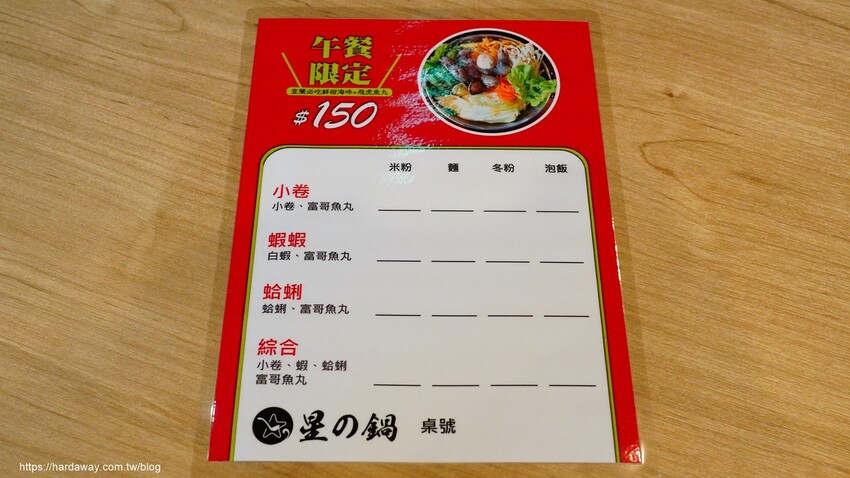 午餐
限定
宜蘭必吃鮮甜海味+飛虎魚丸
$150
米粉 麵 冬粉 泡飯
小卷
小卷、富哥魚丸
蝦蝦
白蝦、富哥魚丸
蛤蜊
蛤蜊、富哥魚丸
綜合
小卷、蝦、蛤蜊
富哥魚丸
星の鍋 桌號
https://hardaway.com.tw/blog